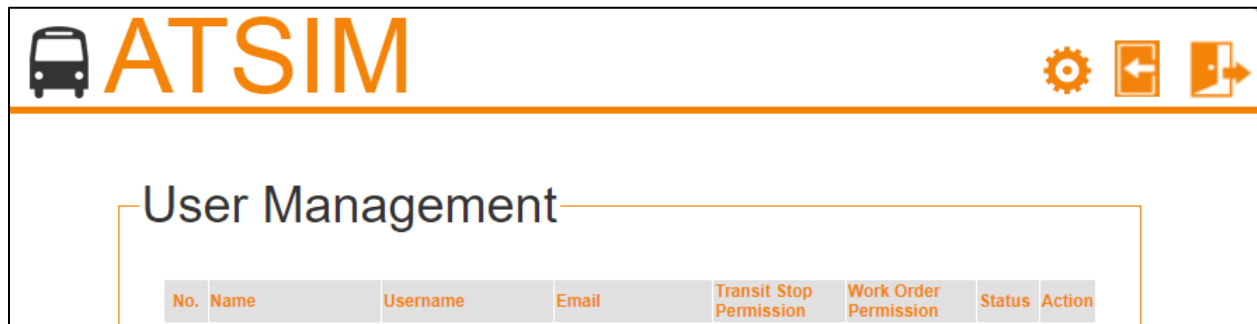 ATSIM
User Management
No. Name Username Email Transit Stop Permission Work Order Permission Status Action